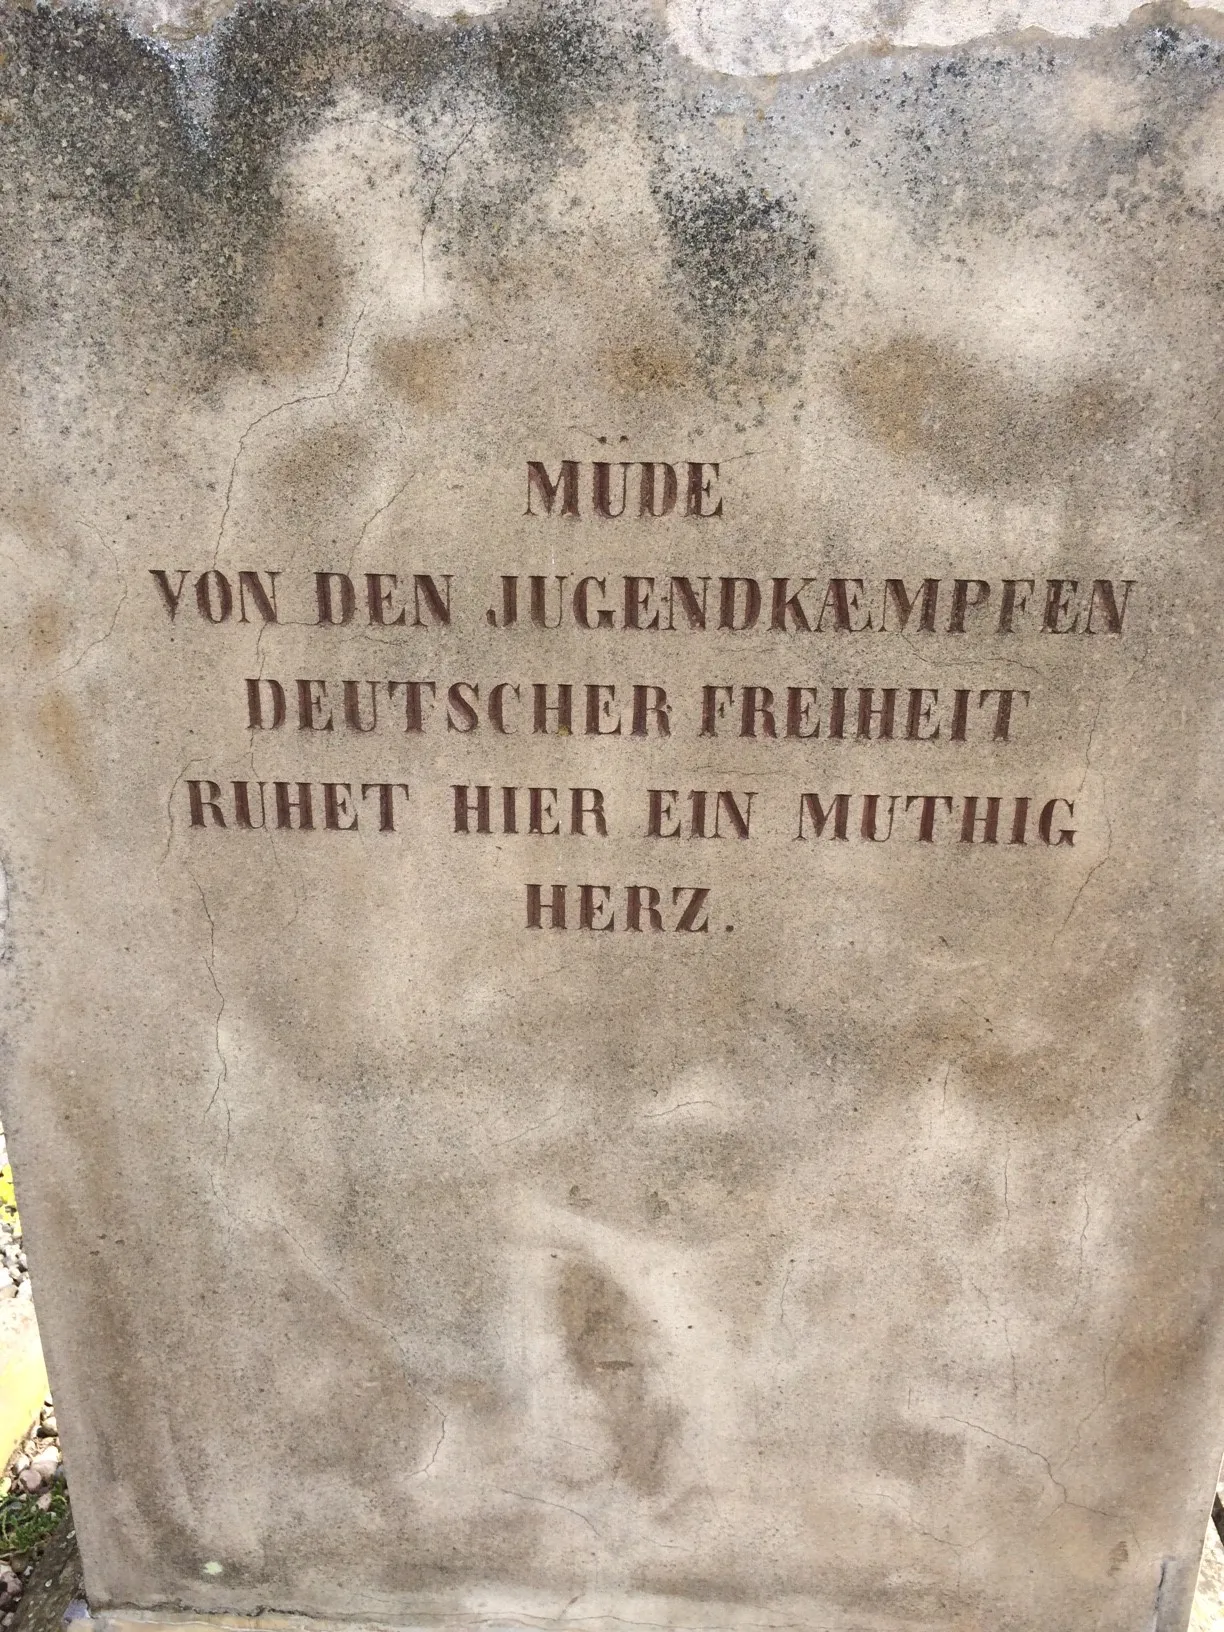 MÜDE
VON DEN JUGENDKÆMPFEN
DEUTSCHER FREIHEIT
RUHET HIER EIN MUTHIG
HERZ.